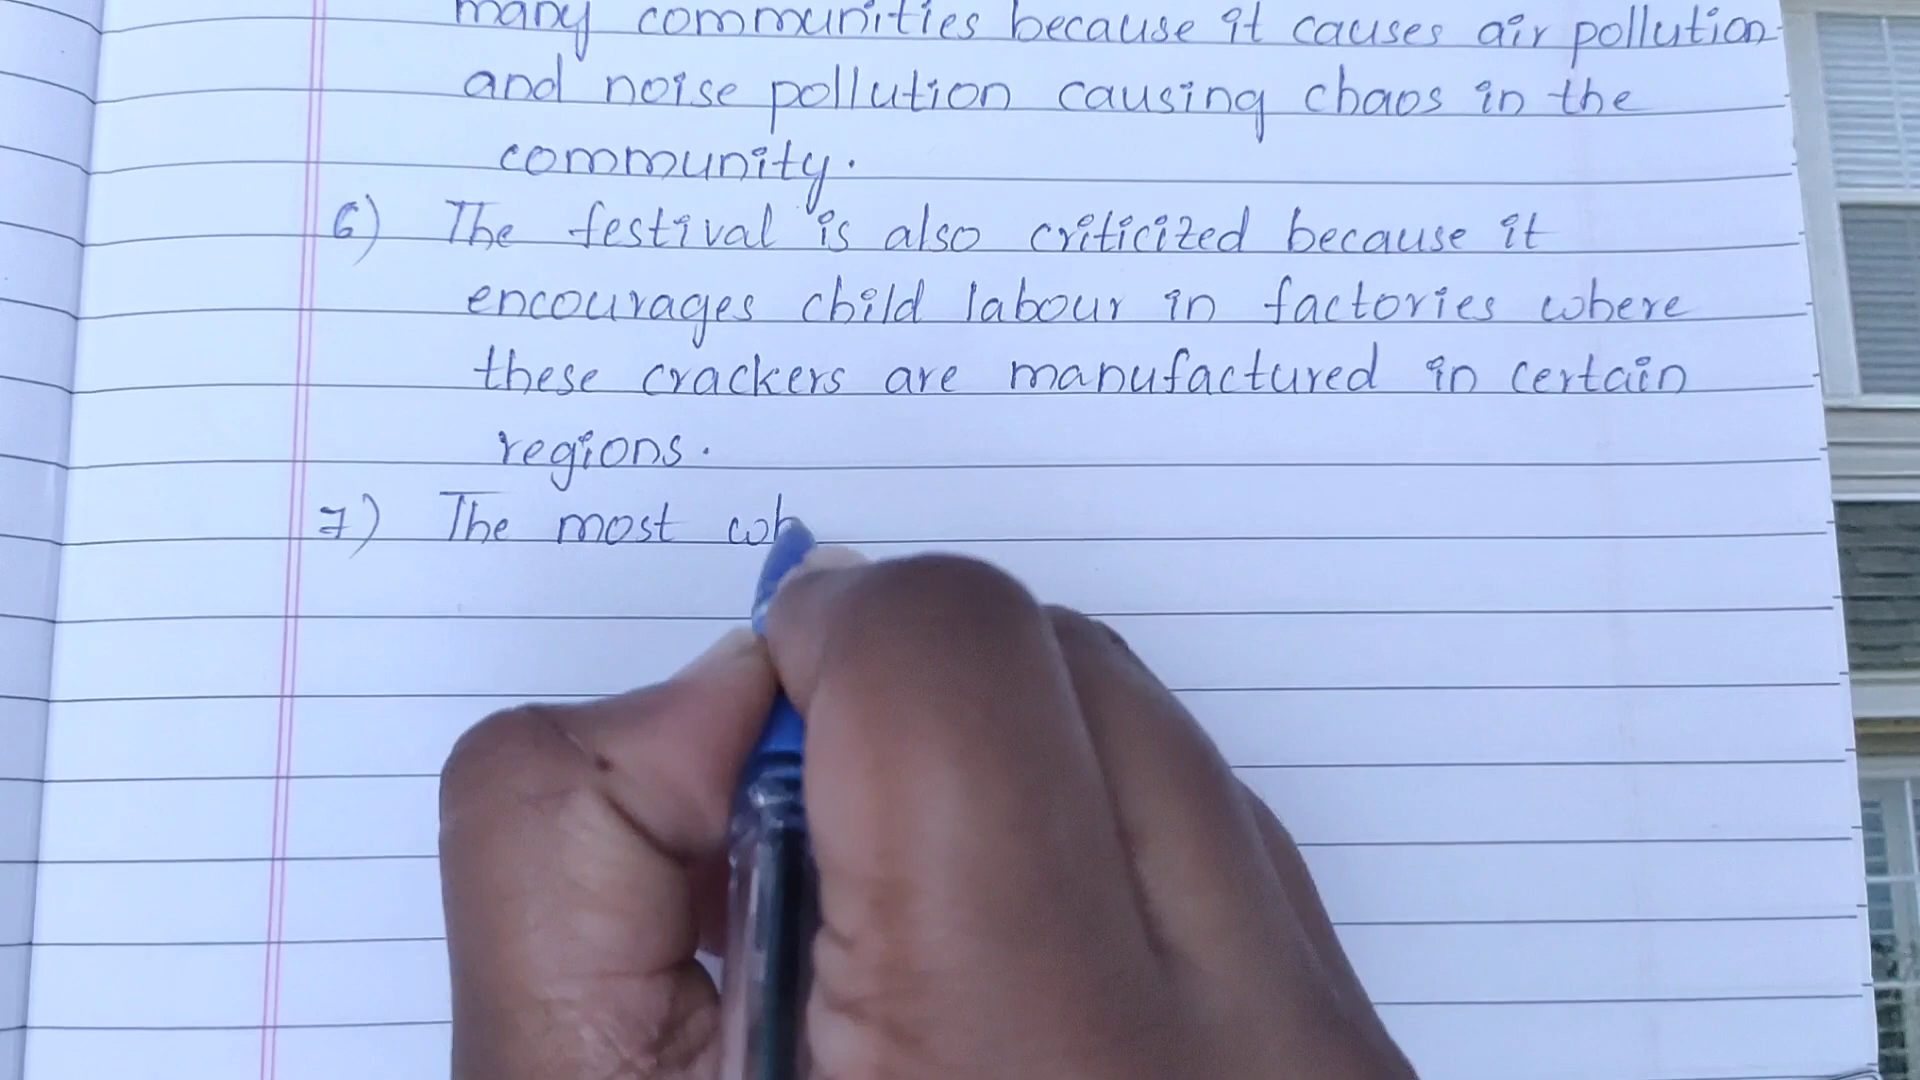 many communities because it causes air pollution
and noise pollution causing chaos in the
community.
6) The festival is also criticized because it
encourages child labour in factories where
these crackers are manufactured in certain
regions.
7) The most wh